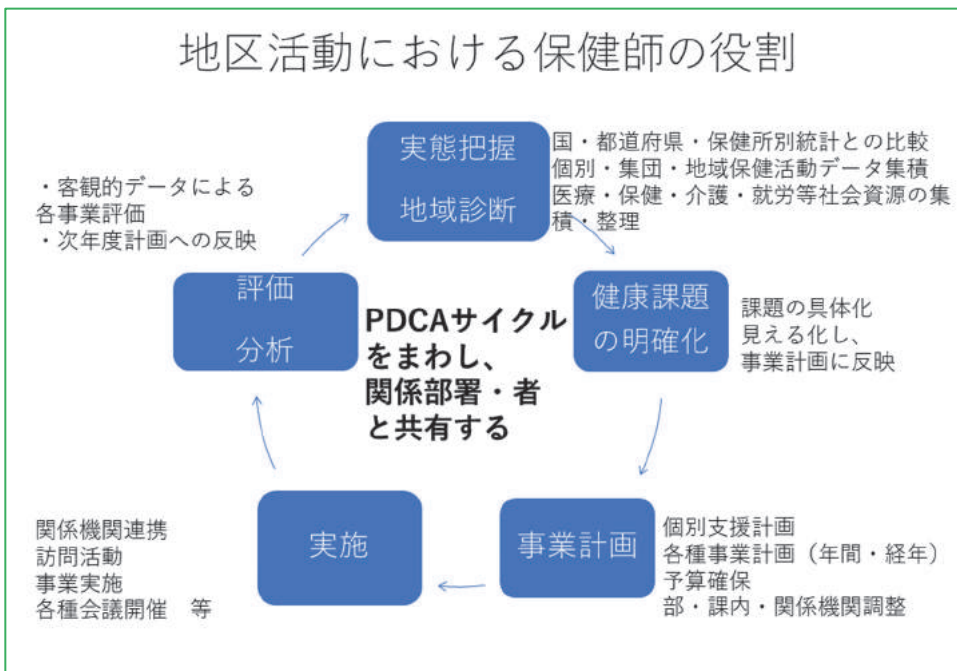 地区活動における保健師の役割
実態把握
地域診断
国・都道府県・保健所別統計との比較
個別・集団・地域保健活動データ集積
医療・保健・介護・就労等社会資源の集
積・整理
健康課題
の明確化
課題の具体化
見える化し、
事業計画に反映
事業計画
個別支援計画
各種事業計画（年間・経年）
予算確保
部・課内・関係機関調整
実施
関係機関連携
訪問活動
事業実施
各種会議開催　等
評価
分析
・客観的データによる
各事業評価
・次年度計画への反映
PDCAサイクル
をまわし、
関係部署・者
と共有する